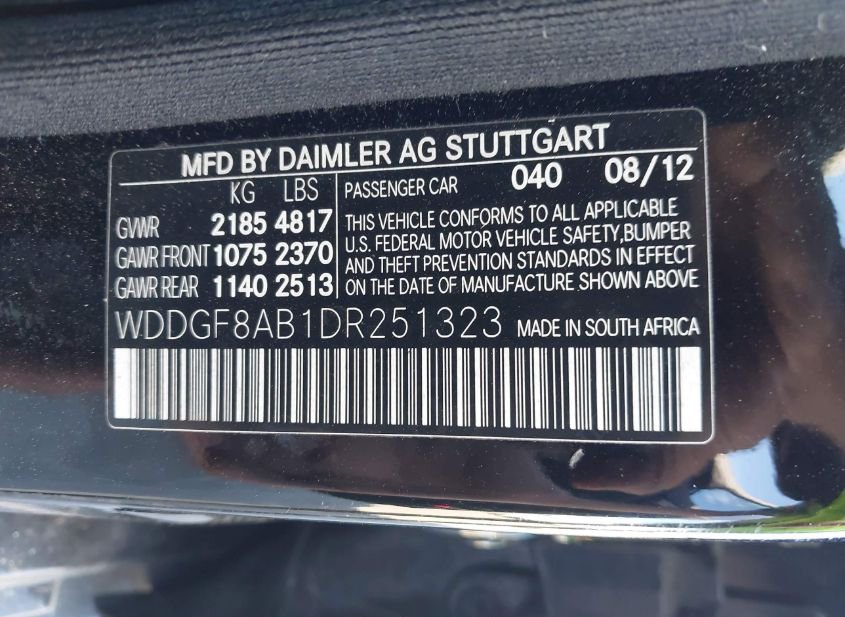 MFD BY DAIMLER AG STUTTGART
KG LBS
GVWR 2185 4817
GAWR FRONT 1075 2370
GAWR REAR 1140 2513
PASSENGER CAR 040 08/12
THIS VEHICLE CONFORMS TO ALL APPLICABLE
U.S. FEDERAL MOTOR VEHICLE SAFETY,BUMPER
AND THEFT PREVENTION STANDARDS IN EFFECT
ON THE DATE OF MANUFACTURE SHOWN ABOVE
WDDGF8AB1DR251323 MADE IN SOUTH AFRICA